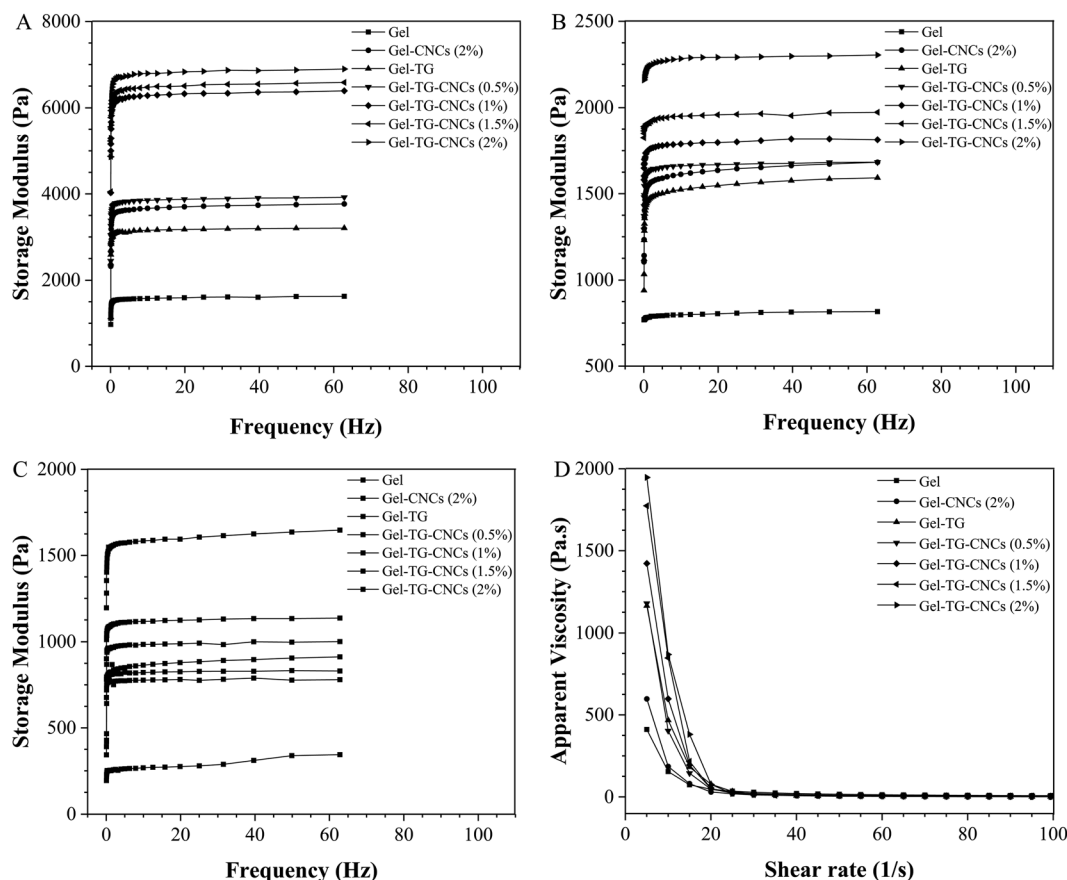 A
Storage Modulus (Pa)
8000
6000
4000
2000
0
0 20 40 60 80 100
Frequency (Hz)
Gel
Gel-CNCs (2%)
Gel-TG
Gel-TG-CNCs (0.5%)
Gel-TG-CNCs (1%)
Gel-TG-CNCs (1.5%)
Gel-TG-CNCs (2%)
B
Storage Modulus (Pa)
2500
2000
1500
1000
500
0 20 40 60 80 100
Frequency (Hz)
Gel
Gel-CNCs (2%)
Gel-TG
Gel-TG-CNCs (0.5%)
Gel-TG-CNCs (1%)
Gel-TG-CNCs (1.5%)
Gel-TG-CNCs (2%)
C
Storage Modulus (Pa)
2000
1500
1000
500
0
0 20 40 60 80 100
Frequency (Hz)
Gel
Gel-CNCs (2%)
Gel-TG
Gel-TG-CNCs (0.5%)
Gel-TG-CNCs (1%)
Gel-TG-CNCs (1.5%)
Gel-TG-CNCs (2%)
D
Apparent Viscosity (Pa.s)
2000
1500
1000
500
0
0 20 40 60 80 100
Shear rate (1/s)
Gel
Gel-CNCs (2%)
Gel-TG
Gel-TG-CNCs (0.5%)
Gel-TG-CNCs (1%)
Gel-TG-CNCs (1.5%)
Gel-TG-CNCs (2%)